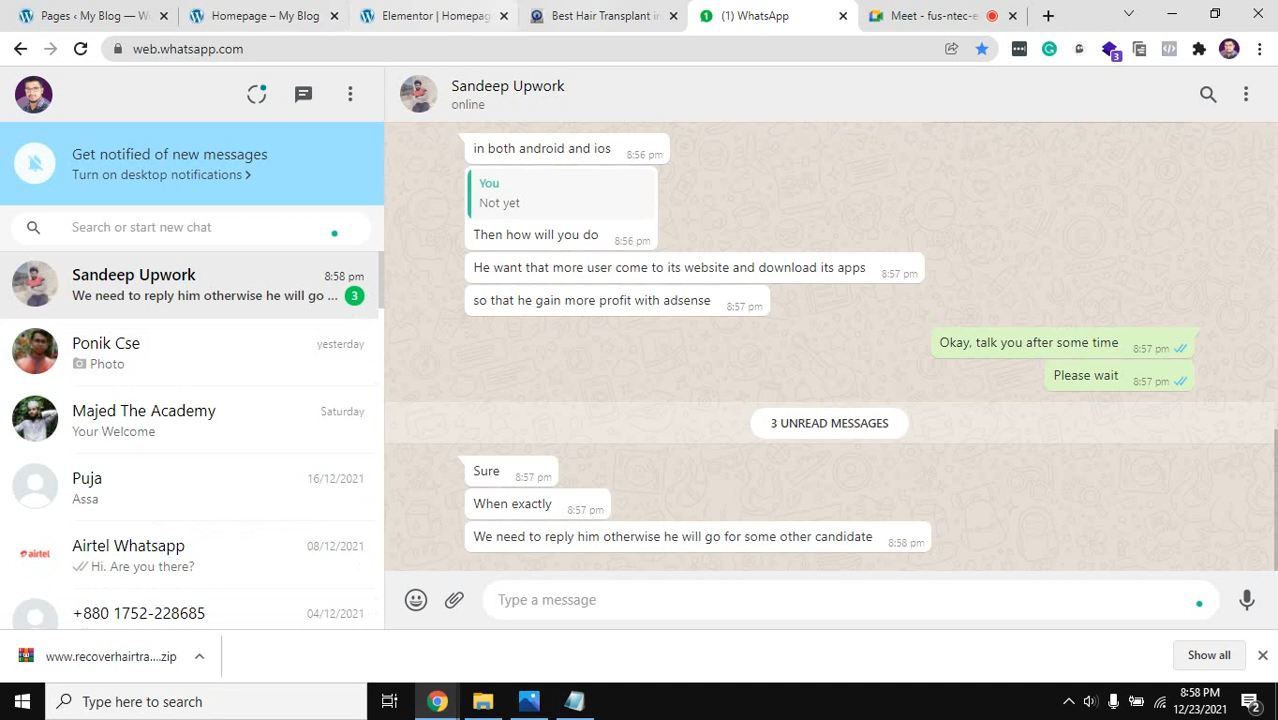 Pages ‹ My Blog — W
Homepage – My Blog
Elementor | Homepag
Best Hair Transplant in
(1) WhatsApp
Meet - fus-ntec-e
web.whatsapp.com
3
Sandeep Upwork
online
Get notified of new messages
Turn on desktop notifications >
Search or start new chat
Sandeep Upwork
8:58 pm
We need to reply him otherwise he will go ...
3
Ponik Cse
yesterday
Photo
Majed The Academy
Saturday
Your Welcome
Puja
16/12/2021
Assa
airtel
Airtel Whatsapp
08/12/2021
Hi. Are you there?
+880 1752-228685
04/12/2021
in both android and ios
8:56 pm
You
Not yet
Then how will you do
8:56 pm
He want that more user come to its website and download its apps
8:57 pm
so that he gain more profit with adsense
8:57 pm
Okay, talk you after some time
8:57 pm
Please wait
8:57 pm
3 UNREAD MESSAGES
Sure
8:57 pm
When exactly
8:57 pm
We need to reply him otherwise he will go for some other candidate
8:58 pm
Type a message
www.recoverhairtra....zip
Show all
Type here to search
8:58 PM
12/23/2021
2